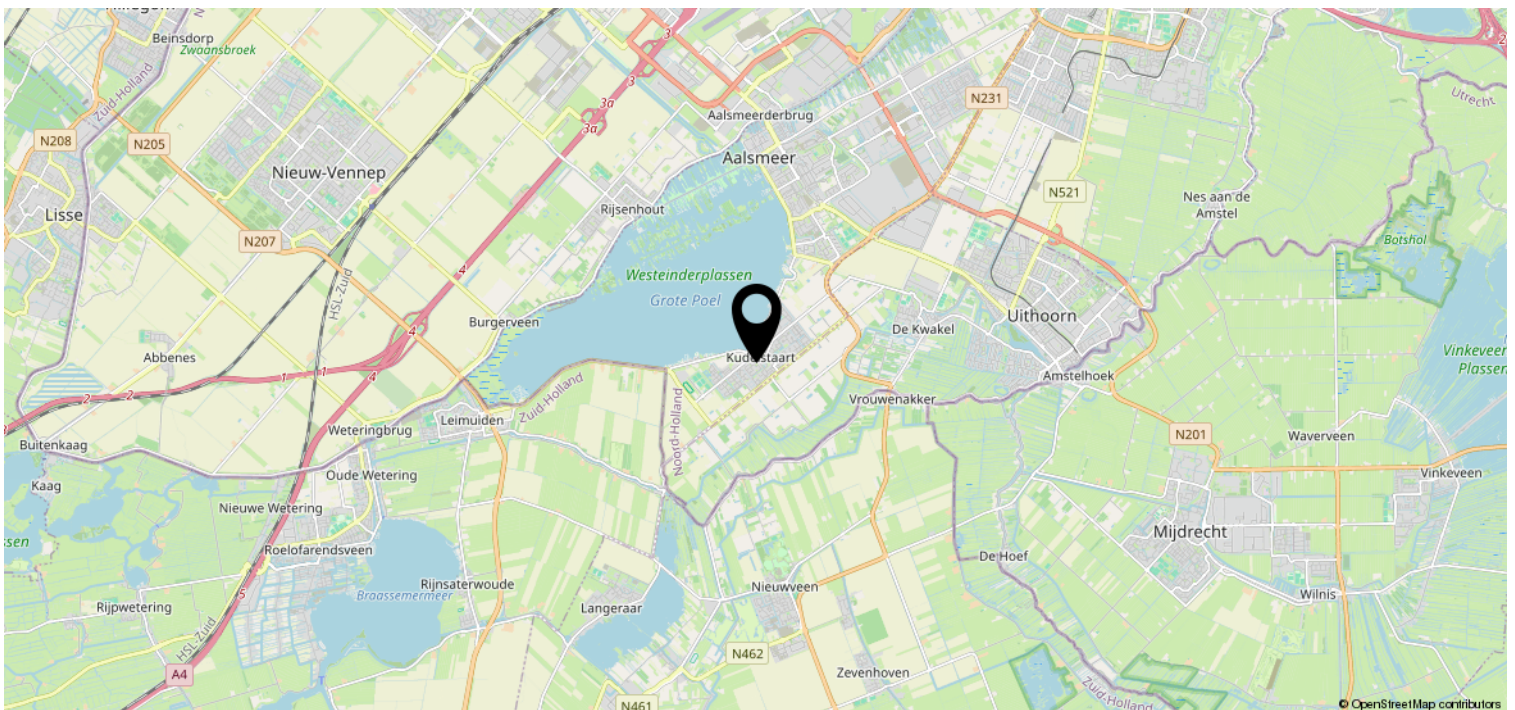 Beinsdorp
Zwaansbroek
Zuid-Holland
3
3
3a
3a
N208
N205
Nieuw-Vennep
Lisse
N207
Aalsmeerderbrug
Aalsmeer
Rijsenhout
N231
N521
Utrecht
2
Nes aan de
Amstel
Botshol
4
HSL-Zuid
Westeinderplassen
Grote Poel
Burgerveen
4
De Kwakel
Uithoorn
Abbenes
Kudelstaart
Vinkeveen
Plassen
1
1
4
2
2
3
Amstelhoek
Zuid-Holland
Noord-Holland
Vrouwenakker
Leimuiden
Weteringbrug
Buitenkaag
N201
Waverveen
Vinkeveen
Oude Wetering
Kaag
Nieuwe Wetering
ssen
Roelofarendsveen
Mijdrecht
De Hoef
Rijnsaterwoude
Nieuwveen
Braassemermeer
5
Rijpwetering
Langeraar
Wilnis
HSL-Zuid
A4
N462
Zevenhoven
Zuid-Holland
N461
© OpenStreetMap contributors